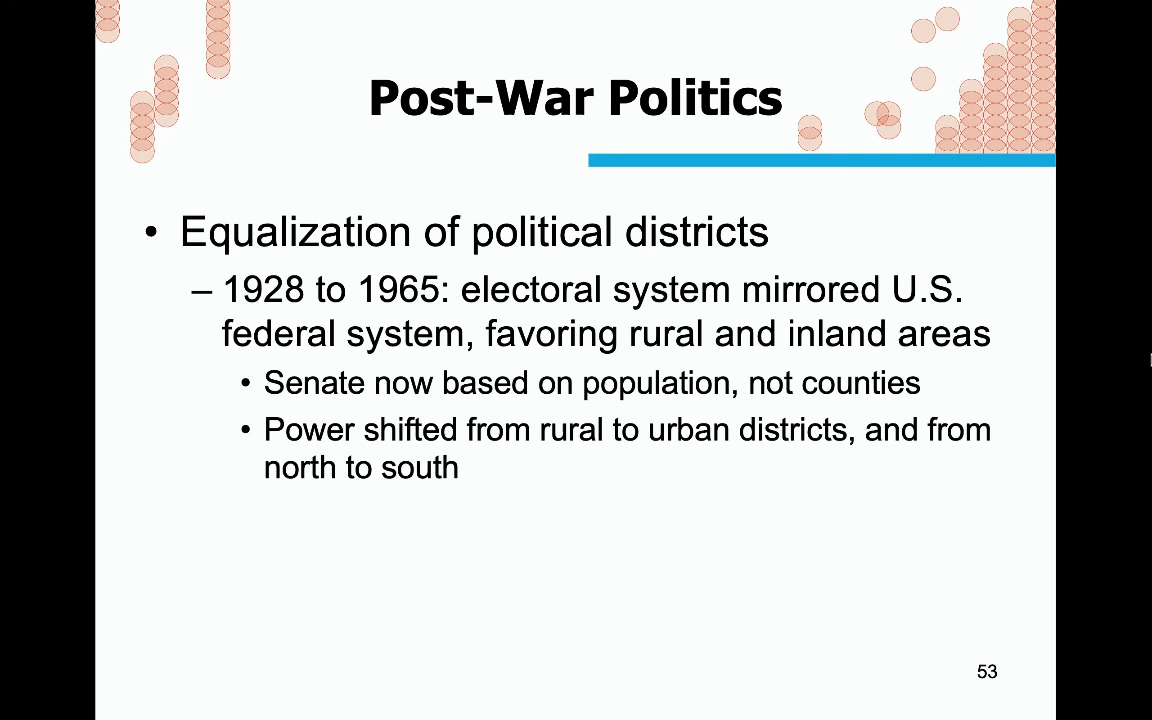 Post-War Politics
• Equalization of political districts
– 1928 to 1965: electoral system mirrored U.S.
federal system, favoring rural and inland areas
• Senate now based on population, not counties
• Power shifted from rural to urban districts, and from
north to south
53